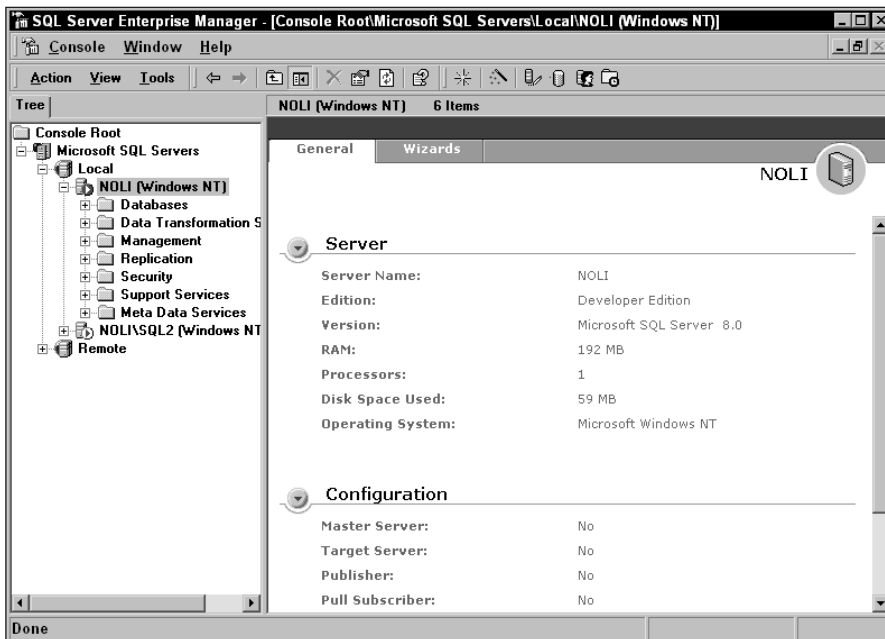 SQL Server Enterprise Manager - [Console Root\Microsoft SQL Servers\Local\NOLI (Windows NT)]
Console Window Help
Action View Tools
Tree
NOLI (Windows NT) 6 Items
Console Root
Microsoft SQL Servers
Local
NOLI (Windows NT)
Databases
Data Transformation S
Management
Replication
Security
Support Services
Meta Data Services
NOLI\SQL2 (Windows NT
Remote
General Wizards
NOLI
Server
Server Name: NOLI
Edition: Developer Edition
Version: Microsoft SQL Server 8.0
RAM: 192 MB
Processors: 1
Disk Space Used: 59 MB
Operating System: Microsoft Windows NT
Configuration
Master Server: No
Target Server: No
Publisher: No
Pull Subscriber: No
Done